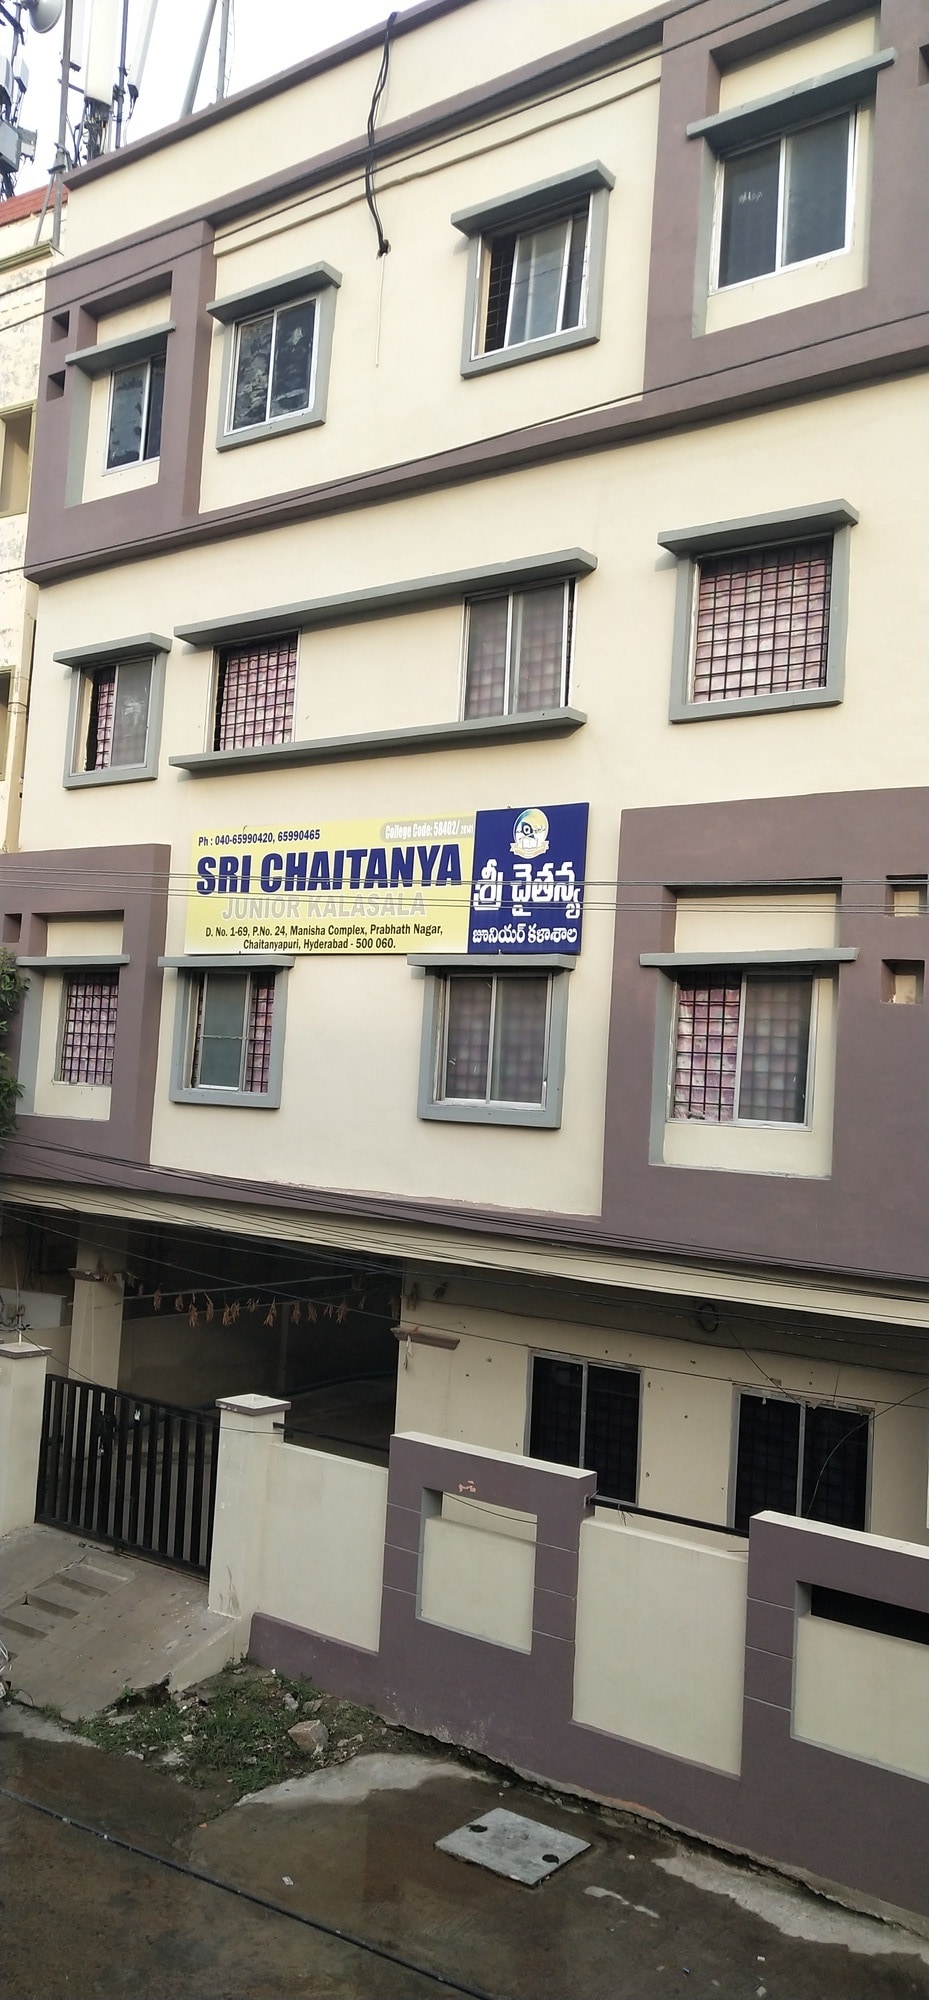 Ph : 040-65990420, 65990465
College Code: 58402/
SRI CHAITANYA
JUNIOR KALASALA
D. No. 1-69, P.No. 24, Manisha Complex, Prabhath Nagar,
Chaitanyapuri, Hyderabad - 500 060.
శ్రీ చైతన్య
జూనియర్ కళాశాల